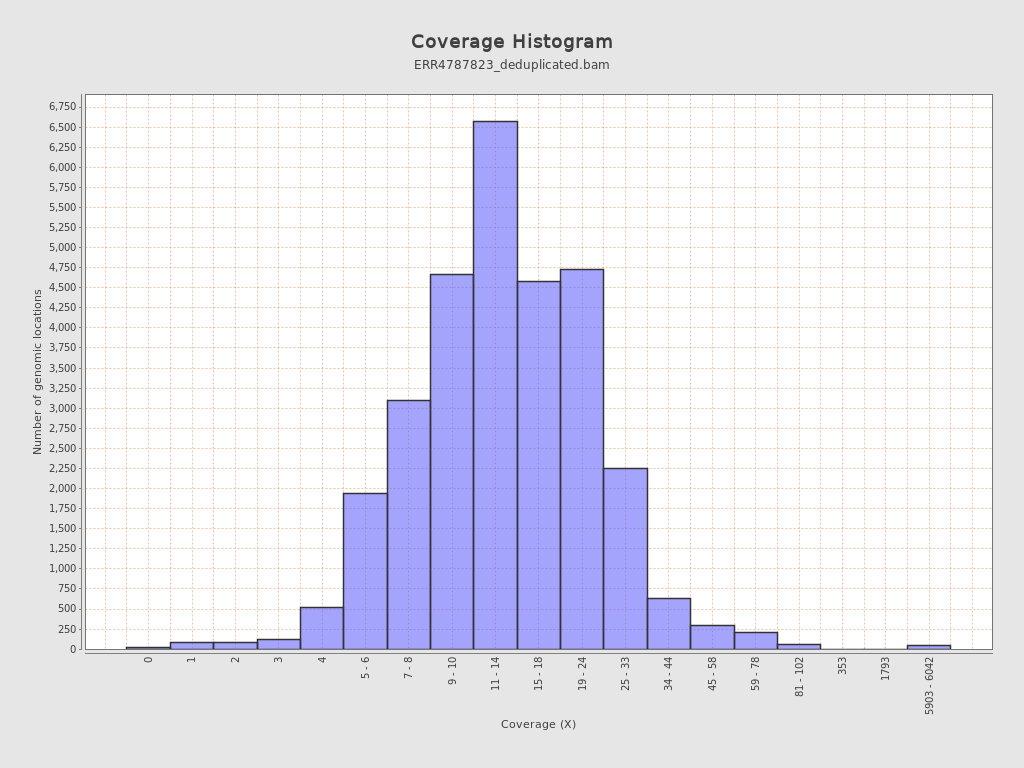 Coverage Histogram
ERR4787823_deduplicated.bam
Number of genomic locations
6,750
6,500
6,250
6,000
5,750
5,500
5,250
5,000
4,750
4,500
4,250
4,000
3,750
3,500
3,250
3,000
2,750
2,500
2,250
2,000
1,750
1,500
1,250
1,000
750
500
250
0
0
1
2
3
4
5 - 6
7 - 8
9 - 10
11 - 14
15 - 18
19 - 24
25 - 33
34 - 44
45 - 58
59 - 78
81 - 102
353
1793
5903 - 6042
Coverage (X)